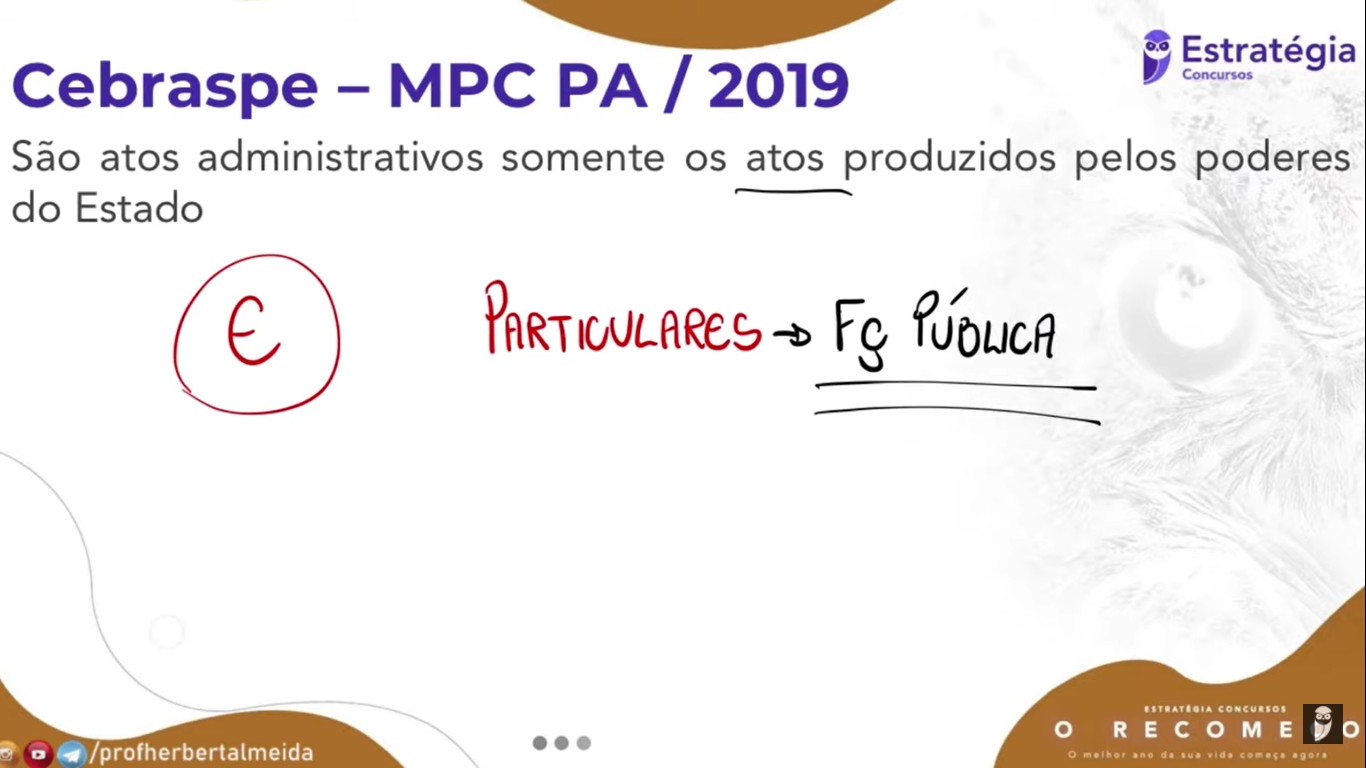 Estratégia
Concursos
Cebraspe – MPC PA / 2019
São atos administrativos somente os atos produzidos pelos poderes
do Estado
E
PARTICULARES → Fç PÚBLICA
ESTRATÉGIA CONCURSOS
O RECOME O
O melhor ano da sua vida começa agora
/profherbertalmeida